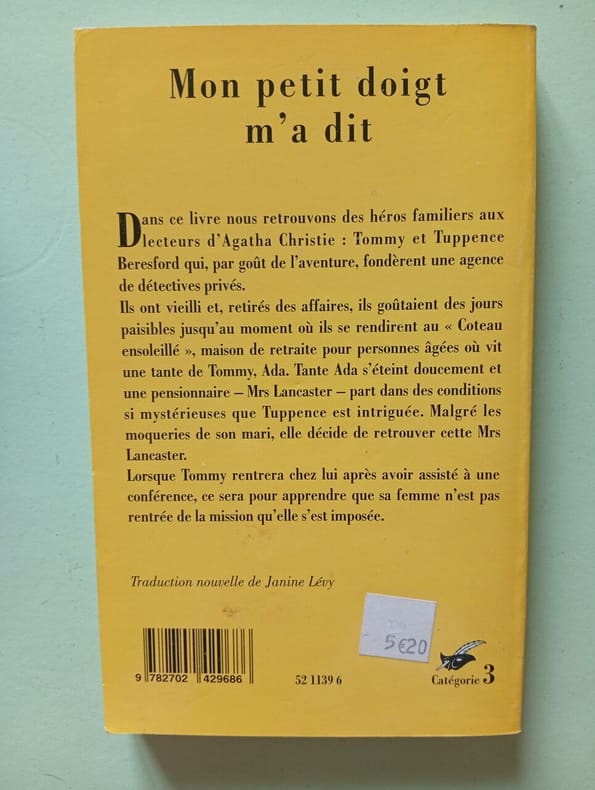 Mon petit doigt
m'a dit
Dans ce livre nous retrouvons des héros familiers aux
lecteurs d'Agatha Christie : Tommy et Tuppence
Beresford qui, par goût de l'aventure, fondèrent une agence
de détectives privés.
Ils ont vieilli et, retirés des affaires, ils goûtaient des jours
paisibles jusqu'au moment où ils se rendirent au « Coteau
ensoleillé », maison de retraite pour personnes âgées où vit
une tante de Tommy, Ada. Tante Ada s'éteint doucement et
une pensionnaire – Mrs Lancaster – part dans des conditions
si mystérieuses que Tuppence est intriguée. Malgré les
moqueries de son mari, elle décide de retrouver cette Mrs
Lancaster.
Lorsque Tommy rentrera chez lui après avoir assisté à une
conférence, ce sera pour apprendre que sa femme n'est pas
rentrée de la mission qu'elle s'est imposée.
Traduction nouvelle de Janine Lévy
5€20
9 782702 429686
52 1139 6
Catégorie 3